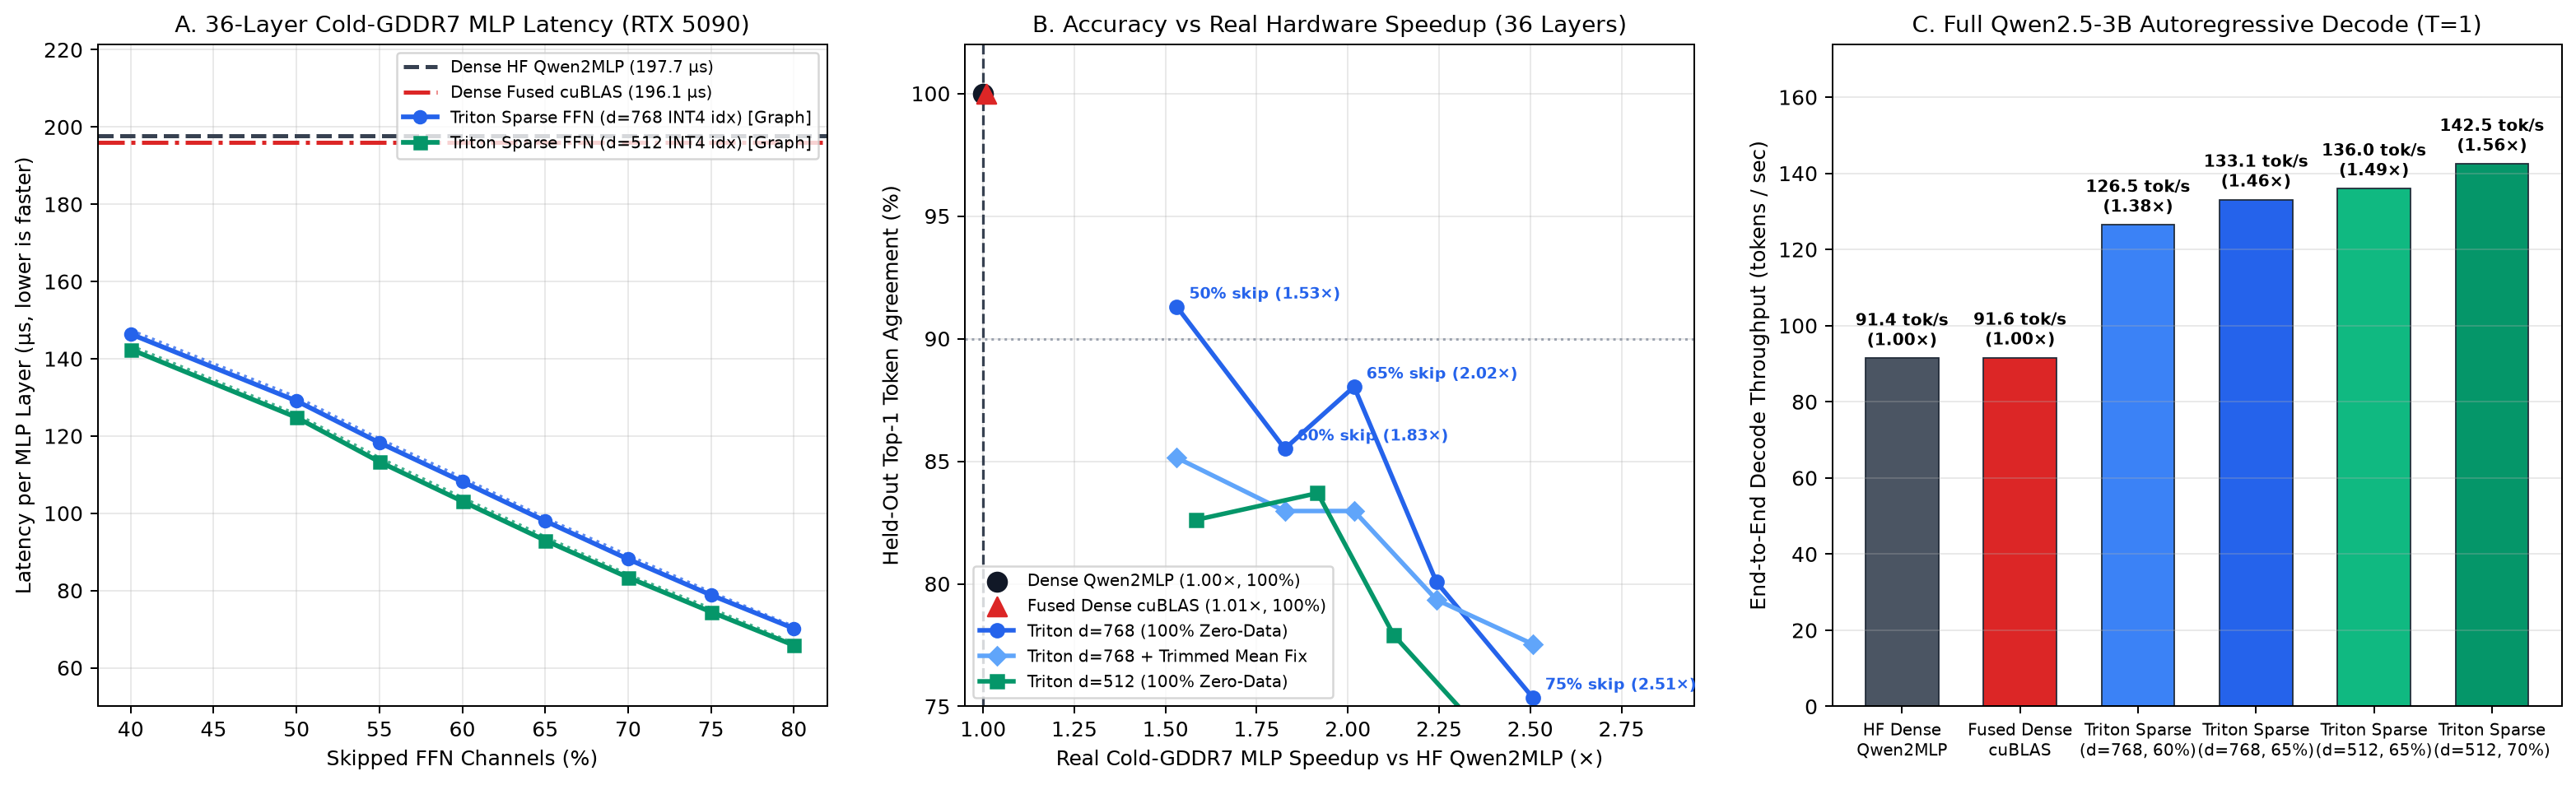 A. 36-Layer Cold-GDDR7 MLP Latency (RTX 5090)
Latency per MLP Layer (µs, lower is faster)
220
200
180
160
140
120
100
80
60
Dense HF Qwen2MLP (197.7 µs)
Dense Fused cuBLAS (196.1 µs)
Triton Sparse FFN (d=768 INT4 idx) [Graph]
Triton Sparse FFN (d=512 INT4 idx) [Graph]
40 45 50 55 60 65 70 75 80
Skipped FFN Channels (%)
B. Accuracy vs Real Hardware Speedup (36 Layers)
Held-Out Top-1 Token Agreement (%)
100
95
90
85
80
75
50% skip (1.53×)
65% skip (2.02×)
60% skip (1.83×)
75% skip (2.51×)
Dense Qwen2MLP (1.00×, 100%)
Fused Dense cuBLAS (1.01×, 100%)
Triton d=768 (100% Zero-Data)
Triton d=768 + Trimmed Mean Fix
Triton d=512 (100% Zero-Data)
1.00 1.25 1.50 1.75 2.00 2.25 2.50 2.75
Real Cold-GDDR7 MLP Speedup vs HF Qwen2MLP (×)
C. Full Qwen2.5-3B Autoregressive Decode (T=1)
End-to-End Decode Throughput (tokens / sec)
160
140
120
100
80
60
40
20
0
91.4 tok/s
(1.00×)
91.6 tok/s
(1.00×)
126.5 tok/s
(1.38×)
133.1 tok/s
(1.46×)
136.0 tok/s
(1.49×)
142.5 tok/s
(1.56×)
HF Dense
Qwen2MLP
Fused Dense
cuBLAS
Triton Sparse
(d=768, 60%)
Triton Sparse
(d=768, 65%)
Triton Sparse
(d=512, 65%)
Triton Sparse
(d=512, 70%)